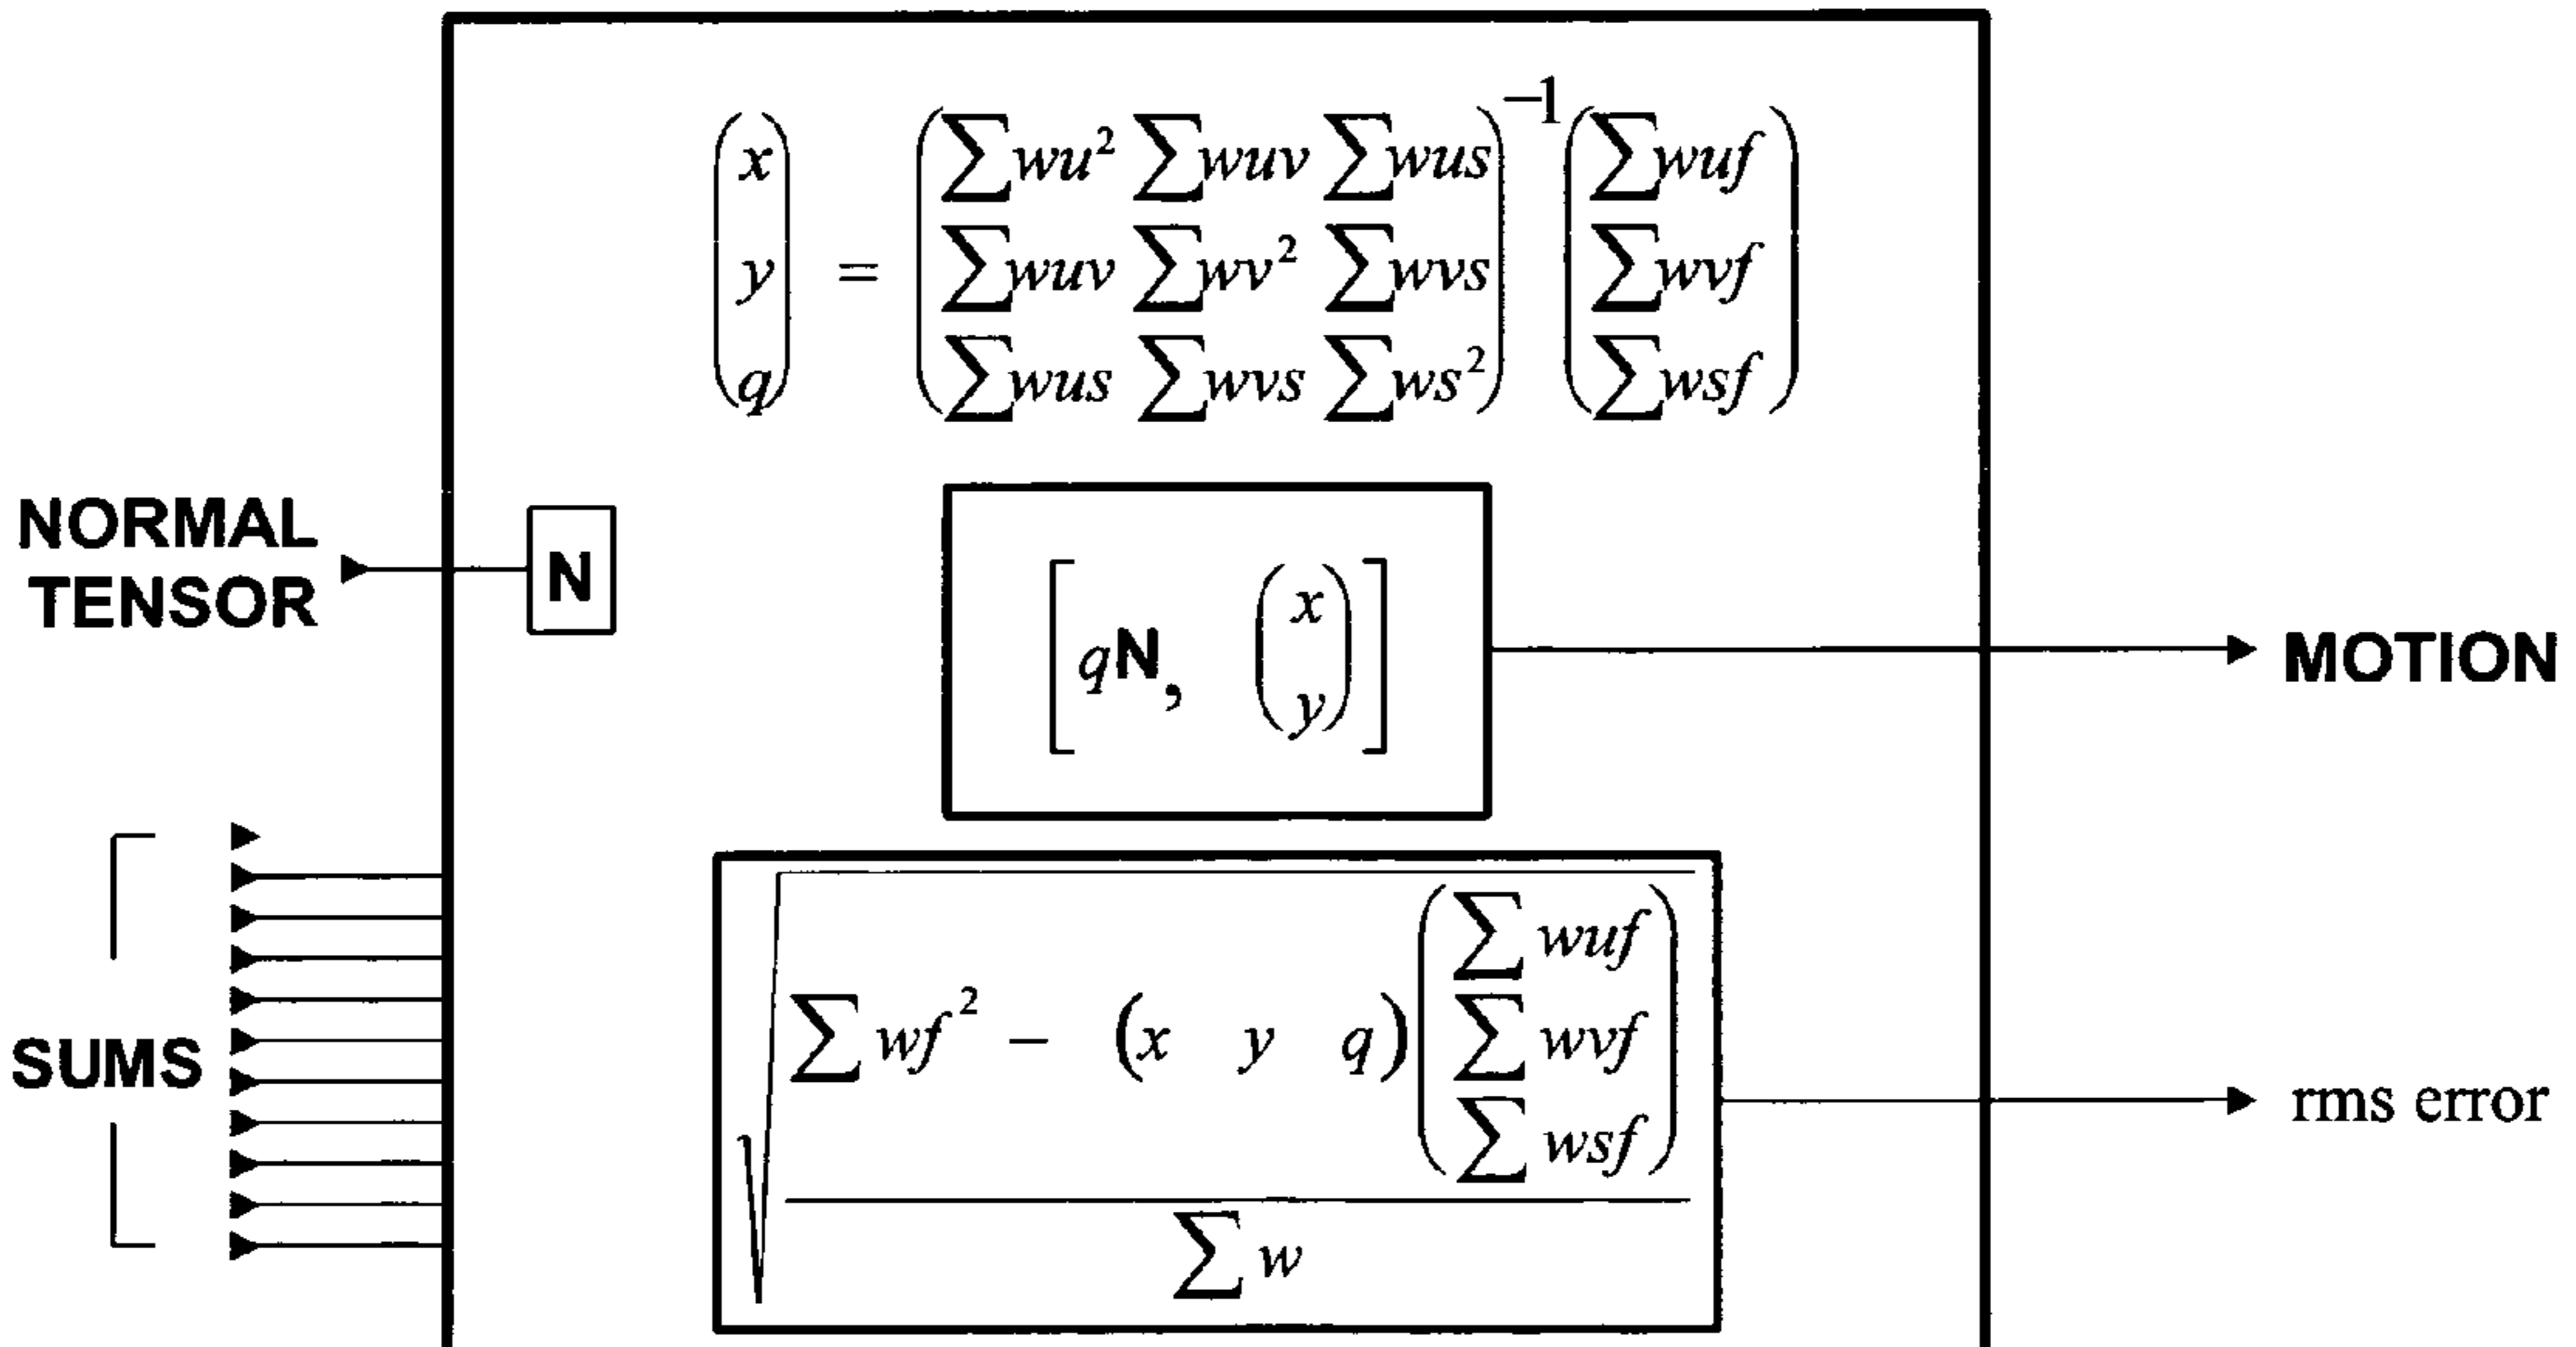 (x y q) = (∑wu² ∑wuv ∑wus
∑wuv ∑wv² ∑wvs
∑wus ∑wvs ∑ws²)⁻¹ (∑wuf ∑wvf ∑wsf)
NORMAL
TENSOR
N
[qN, (x y)]
MOTION
SUMS
√((∑wf² − (x y q)(∑wuf ∑wvf ∑wsf)) / ∑w)
rms error